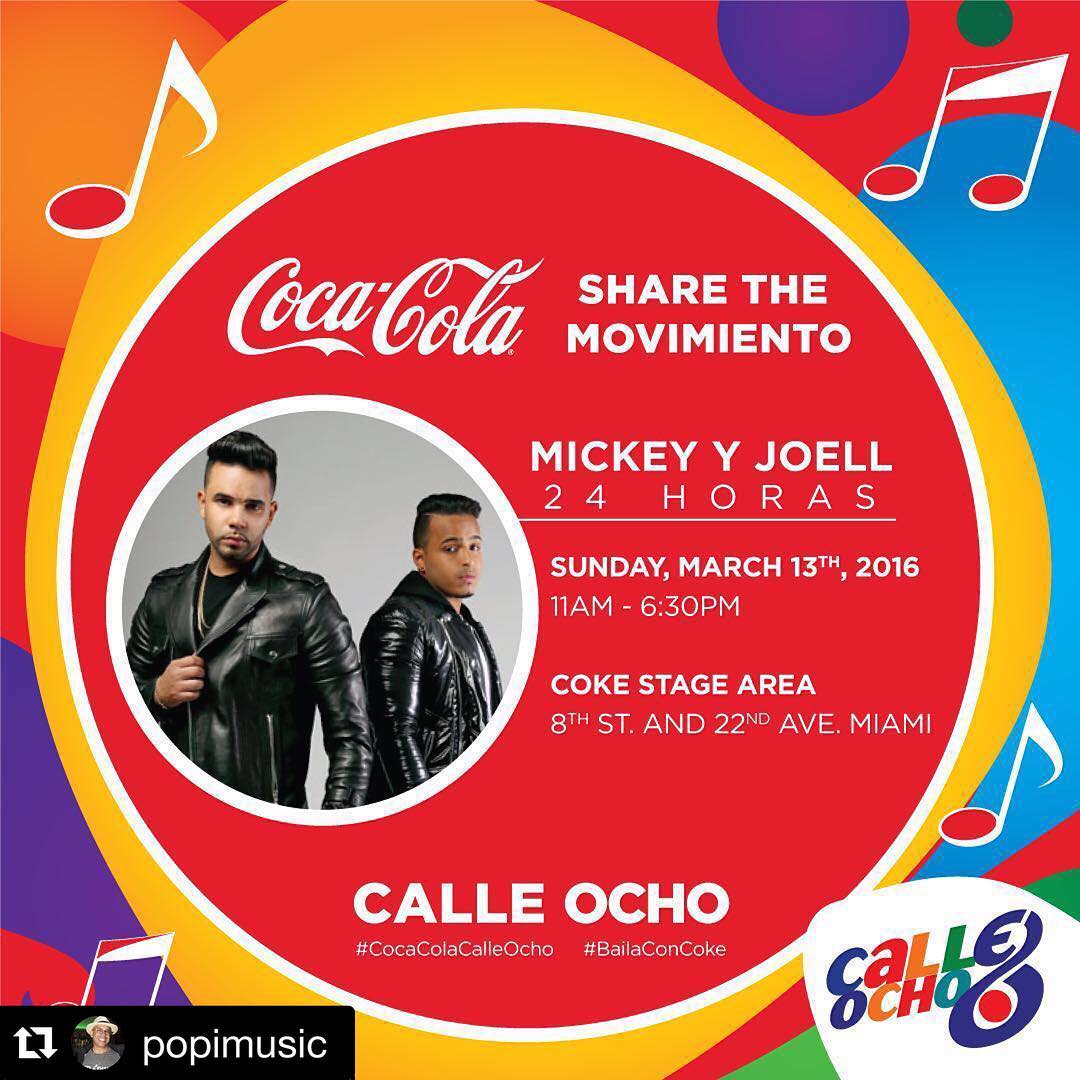 Coca-Cola
SHARE THE
MOVIMIENTO
MICKEY Y JOELL
24 HORAS
SUNDAY, MARCH 13TH, 2016
11AM - 6:30PM
COKE STAGE AREA
8TH ST. AND 22ND AVE. MIAMI
CALLE OCHO
#CocaColaCalleOcho #BailaConCoke
CALLE
OCHO 8
popimusic